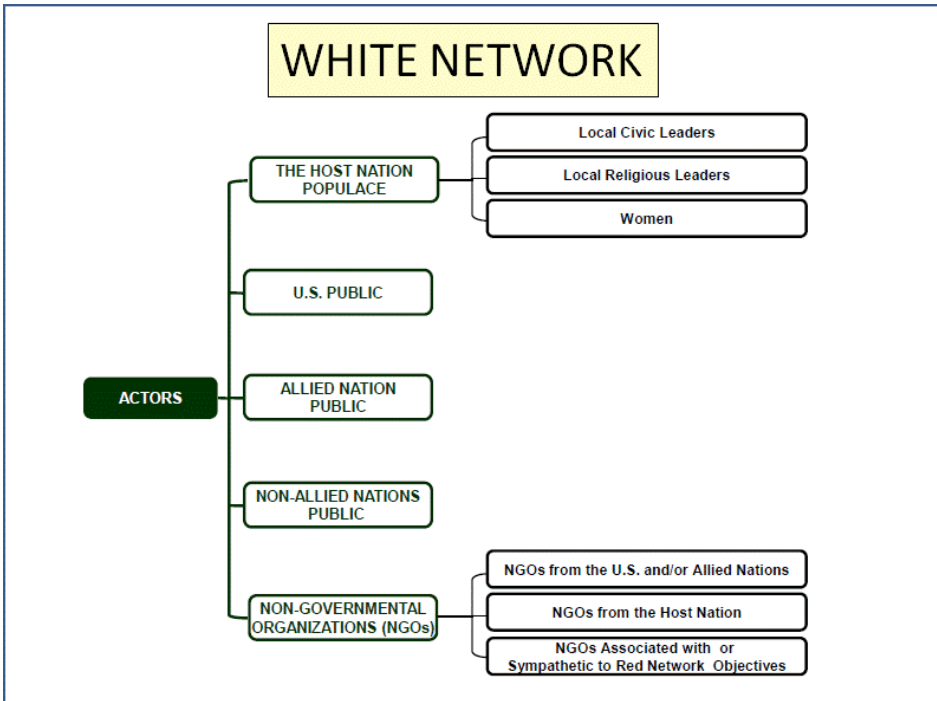 WHITE NETWORK
Local Civic Leaders
THE HOST NATION
POPULACE
Local Religious Leaders
Women
U.S. PUBLIC
ACTORS
ALLIED NATION
PUBLIC
NON-ALLIED NATIONS
PUBLIC
NGOs from the U.S. and/or Allied Nations
NON-GOVERNMENTAL
ORGANIZATIONS (NGOs)
NGOs from the Host Nation
NGOs Associated with or
Sympathetic to Red Network Objectives